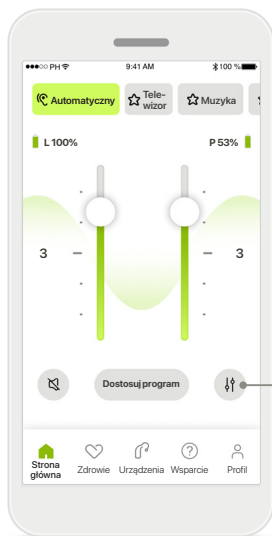 ●●●○○ PH 9:41 AM 100 %
Automatyczny
Tele-
wizor
Muzyka
L 100%
P 53%
3
3
Dostosuj program
Strona
główna
Zdrowie
Urządzenia
Wsparcie
Profil